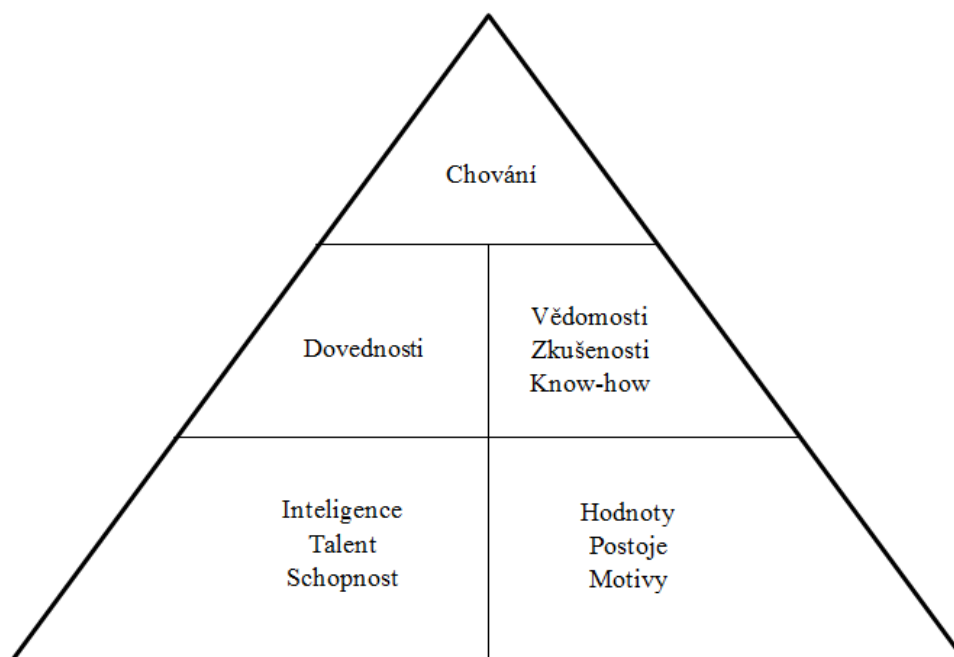 Chování
Dovednosti
Vědomosti
Zkušenosti
Know-how
Inteligence
Talent
Schopnost
Hodnoty
Postoje
Motivy